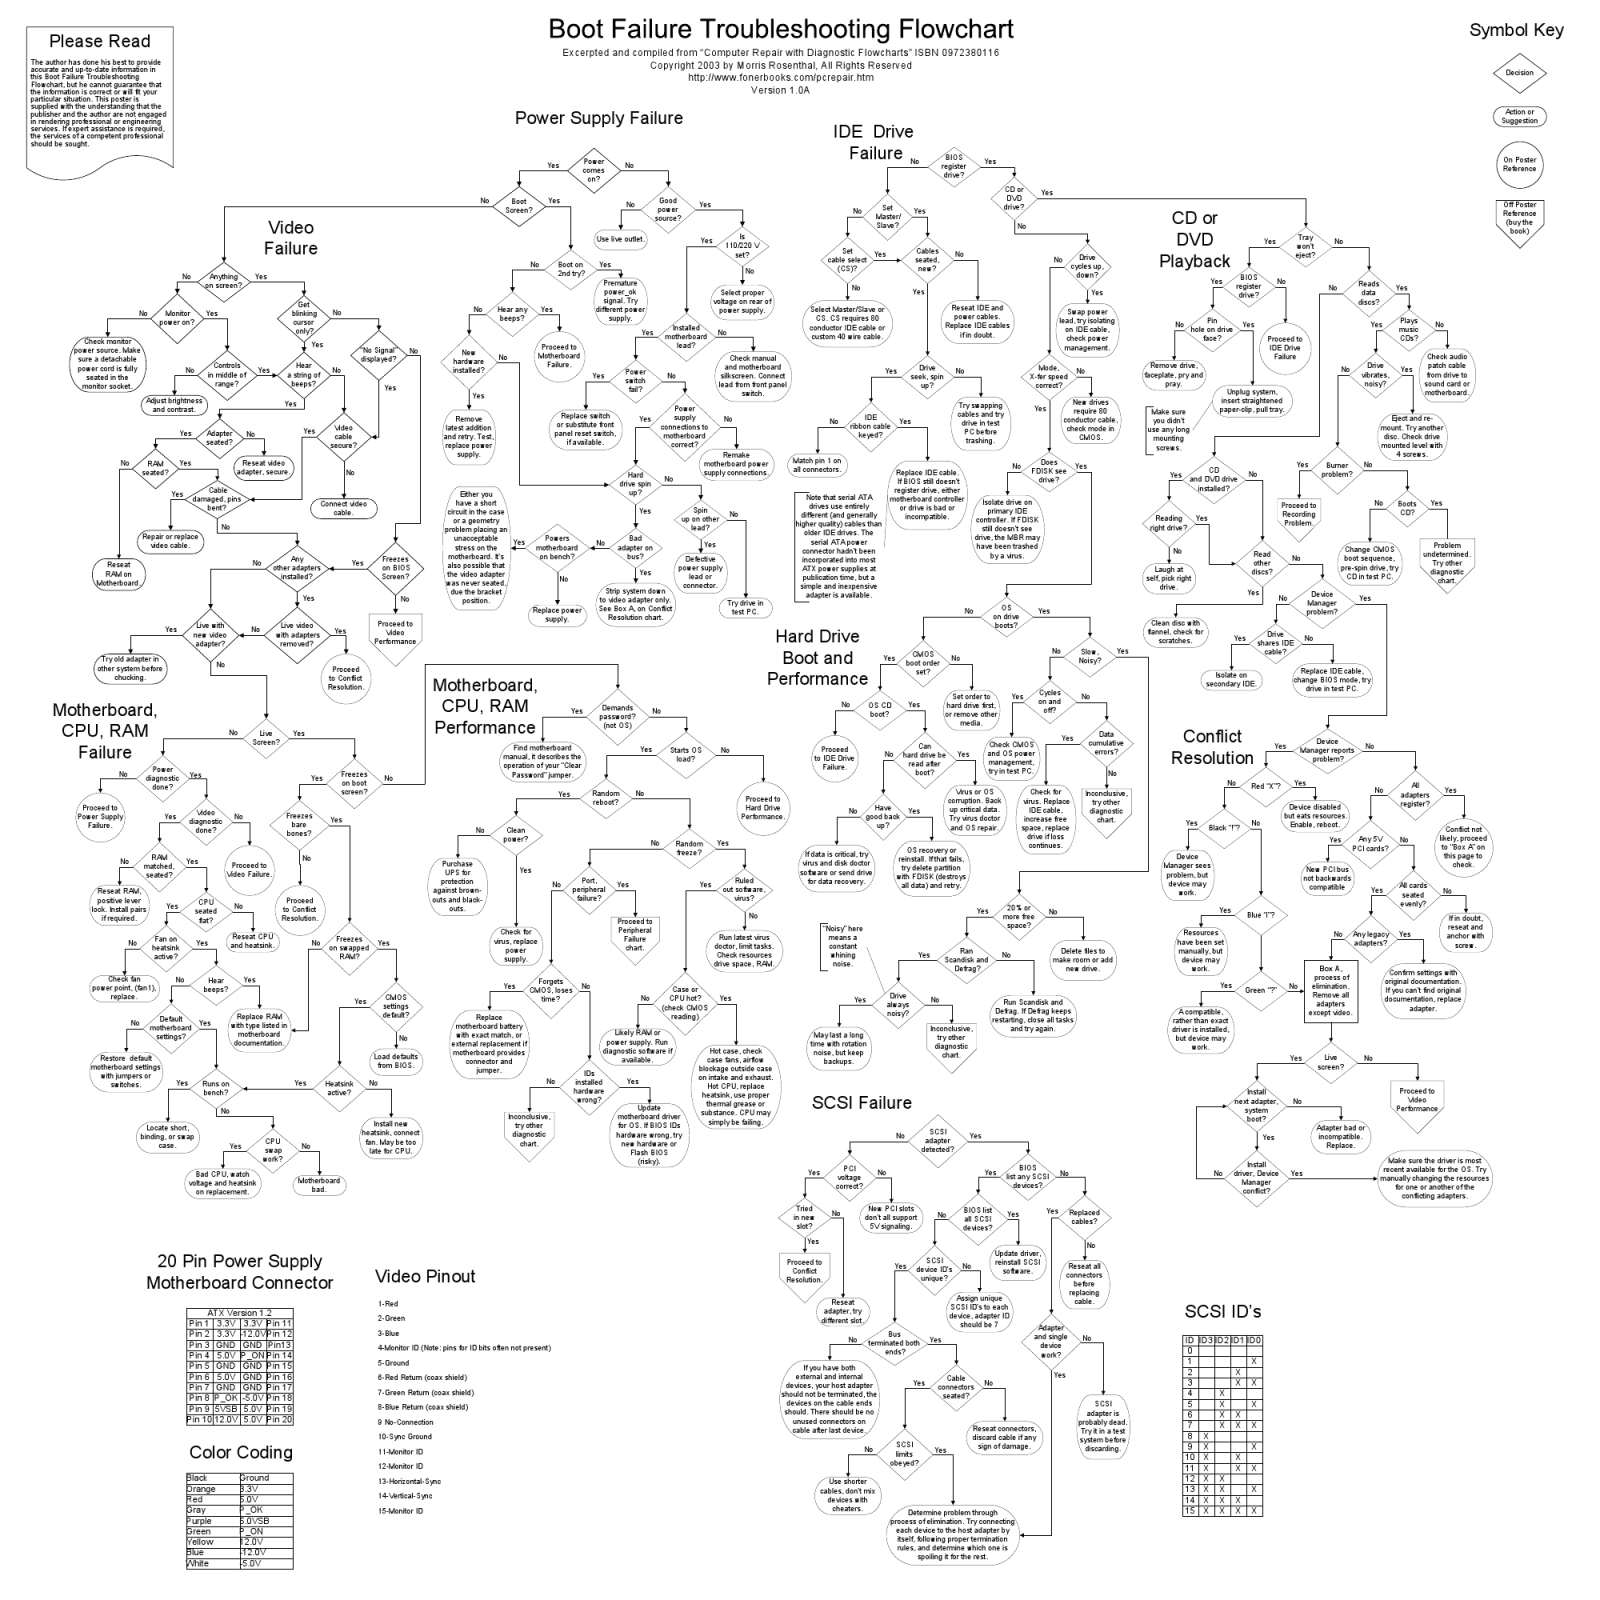 Boot Failure Troubleshooting Flowchart
Excerpted and compiled from "Computer Repair with Diagnostic Flowcharts" ISBN 0972380116
Copyright 2003 by Morris Rosenthal, All Rights Reserved
http://www.fonerbooks.com/pcrepair.htm
Version 1.0A
Please Read
The author has done his best to provide
accurate and up-to-date information in
this Boot Failure Troubleshooting
Flowchart, but he cannot guarantee that
the information is correct or will fit your
particular situation. This poster is
supplied with the understanding that the
publisher and the author are not engaged
in rendering professional or engineering
services. If expert assistance is required,
the services of a competent professional
should be sought.
Symbol Key
Decision
Action or
Suggestion
On Poster
Reference
Off Poster
Reference
(buy the
book)
Power Supply Failure
Power
comes
on?
Yes
No
Boot
Screen?
No
Yes
Good
power
source?
No
Yes
Use live outlet.
Is
110/220 V
set?
Yes
No
Select proper
voltage on rear of
power supply.
Boot on
2nd try?
No
Yes
Premature
power_ok
signal. Try
different power
supply.
Hear any
beeps?
No
Yes
Proceed to
Motherboard
Failure.
New
hardware
installed?
No
Yes
Remove
latest addition
and retry. Test,
replace power
supply.
Installed
motherboard
lead?
Yes
No
Check manual
and motherboard
silkscreen. Connect
lead from front panel
switch.
Power
switch
fail?
Yes
No
Replace switch
or substitute front
panel reset switch,
if available.
Power
supply
connections to
motherboard
correct?
Yes
No
Remake
motherboard power
supply connections.
Hard
drive spin
up?
Yes
No
Spin
up on other
lead?
No
Yes
Defective
power supply
lead or
connector.
Try drive in
test PC.
Bad
adapter on
bus?
No
Yes
Strip system down
to video adapter only.
See Box A, on Conflict
Resolution chart.
Powers
motherboard
on bench?
Yes
No
Replace power
supply.
Either you
have a short
circuit in the case
or a geometry
problem placing an
unacceptable
stress on the
motherboard. It's
also possible that
the video adapter
was never seated,
due the bracket
position.
Video
Failure
Anything
on screen?
No
Yes
Monitor
power on?
No
Yes
Check monitor
power source. Make
sure a detachable
power cord is fully
seated in the
monitor socket.
Controls
in middle of
range?
No
Yes
Adjust brightness
and contrast.
Get
blinking
cursor
only?
Yes
No
"No Signal"
displayed?
No
Yes
Hear
a string of
beeps?
Yes
No
Adapter
seated?
Yes
No
Reseat video
adapter, secure.
Video
cable
secure?
Yes
No
Connect video
cable.
RAM
seated?
No
Yes
Cable
damaged, pins
bent?
Yes
No
Repair or replace
video cable.
Reseat
RAM on
Motherboard.
Any
other adapters
installed?
No
Yes
Freezes
on BIOS
Screen?
Yes
No
Proceed to
Video
Performance
Live with
new video
adapter?
Yes
No
Live video
with adapters
removed?
No
Yes
Try old adapter in
other system before
chucking.
Proceed
to Conflict
Resolution.
Motherboard,
CPU, RAM
Failure
Live
Screen?
No
Yes
Power
diagnostic
done?
No
Yes
Proceed to
Power Supply
Failure.
Video
diagnostic
done?
Yes
No
Proceed to
Video Failure.
RAM
matched,
seated?
No
Yes
Reseat RAM,
positive lever
lock. Install pairs
if required.
CPU
seated
flat?
Yes
No
Reseat CPU
and heatsink.
Fan on
heatsink
active?
No
Yes
Check fan
power point, (fan1),
replace.
Hear
beeps?
No
Yes
Replace RAM
with type listed in
motherboard
documentation.
Default
motherboard
settings?
No
Yes
Restore default
motherboard settings
with jumpers or
switches.
Runs on
bench?
Yes
No
Locate short,
binding, or swap
case.
CPU
swap
work?
Yes
No
Bad CPU, watch
voltage and heatsink
on replacement.
Motherboard
bad.
Freezes
on boot
screen?
Yes
No
Freezes
bare
bones?
No
Yes
Proceed
to Conflict
Resolution.
Freezes
on swapped
RAM?
No
Yes
CMOS
settings
default?
Yes
No
Load defaults
from BIOS.
Heatsink
active?
Yes
No
Install new
heatsink, connect
fan. May be too
late for CPU.
Motherboard,
CPU, RAM
Performance
Demands
password?
(not OS)
Yes
No
Find motherboard
manual, it describes the
operation of your "Clear
Password" jumper.
Starts OS
load?
Yes
No
Proceed to
Hard Drive
Performance.
Random
reboot?
Yes
No
Clean
power?
No
Yes
Purchase
UPS for
protection
against brown-
outs and black-
outs.
Check for
virus, replace
power
supply.
Random
freeze?
No
Yes
Port,
peripheral
failure?
No
Yes
Proceed to
Peripheral
Failure
chart.
Ruled
out software,
virus?
Yes
No
Run latest virus
doctor, limit tasks.
Check resources
drive space, RAM.
Forgets
CMOS, loses
time?
Yes
No
Replace
motherboard battery
with exact match, or
external replacement if
motherboard provides
connector and
jumper.
Case or
CPU hot?
(check CMOS
reading)
No
Yes
Likely RAM or
power supply. Run
diagnostic software if
available.
Hot case, check
case fans, airflow
blockage outside case
on intake and exhaust.
Hot CPU, replace
heatsink, use proper
thermal grease or
substance. CPU may
simply be failing.
IDs
installed
hardware
wrong?
No
Yes
Inconclusive,
try other
diagnostic
chart.
Update
motherboard driver
for OS. If BIOS IDs
hardware wrong, try
new hardware or
Flash BIOS
(risky).
IDE Drive
Failure
BIOS
register
drive?
No
Yes
Set
Master/
Slave?
No
Yes
Set
cable select
(CS)?
Yes
No
Select Master/Slave or
CS. CS requires 80
conductor IDE cable or
custom 40 wire cable.
Cables
seated,
new?
No
Yes
Reseat IDE and
power cables.
Replace IDE cables
if in doubt.
Drive
seek, spin
up?
Yes
No
Try swapping
cables and try
drive in test
PC before
trashing.
IDE
ribbon cable
keyed?
No
Yes
Match pin 1 on
all connectors.
Replace IDE cable.
If BIOS still doesn't
register drive, either
motherboard controller
or drive is bad or
incompatible.
Note that serial ATA
drives use entirely
different (and generally
higher quality) cables than
older IDE drives. The
serial ATA power
connector hadn't been
incorporated into most
ATX power supplies at
publication time, but a
simple and inexpensive
adapter is available.
CD or
DVD
drive?
Yes
No
Drive
cycles up,
down?
No
Yes
Swap power
lead, try isolating
on IDE cable,
check power
management.
Mode,
X-fer speed
correct?
Yes
No
New drives
require 80
conductor cable,
check mode in
CMOS.
Does
FDISK see
drive?
No
Yes
Isolate drive on
primary IDE
controller. If FDISK
still doesn't see
drive, the MBR may
have been trashed
by a virus.
CD or
DVD
Playback
Tray
won't
eject?
Yes
No
BIOS
register drive?
Yes
No
Proceed
to IDE Drive
Failure
Pin
hole on drive
face?
No
Yes
Remove drive,
faceplate, pry and
pray.
Unplug system,
insert straightened
paper-clip, pull tray.
Make sure
you didn't
use any long
mounting
screws.
Reads
data
discs?
No
Yes
Plays
music
CDs?
Yes
No
Check audio
patch cable
from drive to
sound card or
motherboard.
Drive
vibrates,
noisy?
No
Yes
Eject and re-
mount. Try another
disc. Check drive
mounted level with
4 screws.
Burner
problem?
Yes
No
Proceed to
Recording
Problem.
Boots
CD?
No
Yes
Change CMOS
boot sequence,
pre-spin drive, try
CD in test PC.
Problem
undetermined.
Try other
diagnostic
chart.
CD
and DVD drive
installed?
Yes
No
Reading
right drive?
Yes
No
Laugh at
self, pick right
drive.
Read
other
discs?
Yes
No
Clean disc with
flannel, check for
scratches.
Device
Manager
problem?
No
Yes
Drive
shares IDE
cable?
Yes
No
Isolate on
secondary IDE.
Replace IDE cable,
change BIOS mode, try
drive in test PC.
Hard Drive
Boot and
Performance
OS
on drive
boots?
No
Yes
CMOS
boot order
set?
Yes
No
Set order to
hard drive first,
or remove other
media.
OS CD
boot?
No
Yes
Proceed
to IDE Drive
Failure.
Can
hard drive be
read after
boot?
No
Yes
Virus or OS
corruption. Back
up critical data.
Try virus doctor
and OS repair.
Have
good back
up?
No
Yes
If data is critical, try
virus and disk doctor
software or send drive
for data recovery.
OS recovery or
reinstall. If that fails,
try delete partition
with FDISK (destroys
all data) and retry.
Slow,
Noisy?
No
Yes
Cycles
on and
off?
Yes
No
Check CMOS
and OS power
management,
try in test PC.
Data
cumulative
errors?
Yes
No
Check for
virus. Replace
IDE cable,
increase free
space, replace
drive if loss
continues.
Inconclusive,
try other
diagnostic
chart.
20% or
more free
space?
Yes
No
Delete files to
make room or add
new drive.
Ran
Scandisk and
Defrag?
Yes
No
Run Scandisk and
Defrag. If Defrag keeps
restarting, close all tasks
and try again.
"Noisy" here
means a
constant
whining
noise.
Drive
always
noisy?
Yes
No
May last a long
time with rotation
noise, but keep
backups.
Inconclusive,
try other
diagnostic
chart.
Conflict
Resolution
Device
Manager reports
problem?
Yes
No
Red "X"?
No
Yes
Device disabled
but eats resources.
Enable, reboot.
Black "!"?
Yes
No
Device
Manager sees
problem, but
device may
work.
Blue "i"?
Yes
No
Resources
have been set
manually, but
device may
work.
Green "?"
Yes
No
A compatible,
rather than exact
driver is installed,
but device may
work.
All
adapters
register?
Yes
Yes
Conflict not
likely, proceed
to "Box A" on
this page to
check.
Any 5V
PCI cards?
Yes
No
New PCI bus
not backwards
compatible
All cards
seated
evenly?
Yes
No
If in doubt,
reseat and
anchor with
screw.
Any legacy
adapters?
No
Yes
Confirm settings with
original documentation.
If you can't find original
documentation, replace
adapter.
Box A,
process of
elimination.
Remove all
adapters
except video.
Live
screen?
Yes
No
Proceed to
Video
Performance
Install
next adapter,
system
boot?
No
Yes
Adapter bad or
incompatible.
Replace.
Install
driver, Device
Manager
conflict?
No
Yes
Make sure the driver is most
recent available for the OS. Try
manually changing the resources
for one or another of the
conflicting adapters.
SCSI Failure
SCSI
adapter
detected?
No
Yes
PCI
voltage
correct?
Yes
No
New PCI slots
don't all support
5V signaling.
Tried
in new
slot?
Yes
No
Proceed to
Conflict
Resolution.
Reseat
adapter, try
different slot.
BIOS
list any SCSI
devices?
Yes
No
BIOS list
all SCSI
devices?
No
Yes
Update driver,
reinstall SCSI
software.
Replaced
cables?
Yes
No
Reseat all
connectors
before
replacing
cable.
SCSI
device ID's
unique?
Yes
No
Assign unique
SCSI ID's to each
device, adapter ID
should be 7
Bus
terminated both
ends?
No
Yes
If you have both
external and internal
devices, your host adapter
should not be terminated, the
devices on the cable ends
should. There should be no
unused connectors on
cable after last device.
Cable
connectors
seated?
Yes
No
Reseat connectors,
discard cable if any
sign of damage.
SCSI
limits
obeyed?
No
Yes
Use shorter
cables, don't mix
devices with
cheaters.
Adapter
and single
device
work?
No
Yes
SCSI
adapter is
probably dead.
Try it in a test
system before
discarding.
Determine problem through
process of elimination. Try connecting
each device to the host adapter by
itself, following proper termination
rules, and determine which one is
spoiling it for the rest.
20 Pin Power Supply
Motherboard Connector
ATX Version 1.2
Pin 1 3.3V 3.3V Pin 11
Pin 2 3.3V -12.0V Pin 12
Pin 3 GND GND Pin13
Pin 4 5.0V P_ON Pin 14
Pin 5 GND GND Pin 15
Pin 6 5.0V GND Pin 16
Pin 7 GND GND Pin 17
Pin 8 P_OK -5.0V Pin 18
Pin 9 5VSB 5.0V Pin 19
Pin 10 12.0V 5.0V Pin 20
Color Coding
Black Ground
Orange 3.3V
Red 5.0V
Gray P_OK
Purple 5.0VSB
Green P_ON
Yellow 12.0V
Blue -12.0V
White -5.0V
Video Pinout
1-Red
2-Green
3-Blue
4-Monitor ID (Note: pins for ID bits often not present)
5-Ground
6-Red Return (coax shield)
7-Green Return (coax shield)
8-Blue Return (coax shield)
9 No-Connection
10-Sync Ground
11-Monitor ID
12-Monitor ID
13-Horizontal-Sync
14-Vertical-Sync
15-Monitor ID
SCSI ID's
ID ID3 ID2 ID1 ID0
0
1 X
2 X
3 X X
4 X
5 X X
6 X X
7 X X X
8 X
9 X X
10 X X
11 X X X
12 X X
13 X X X
14 X X X
15 X X X X